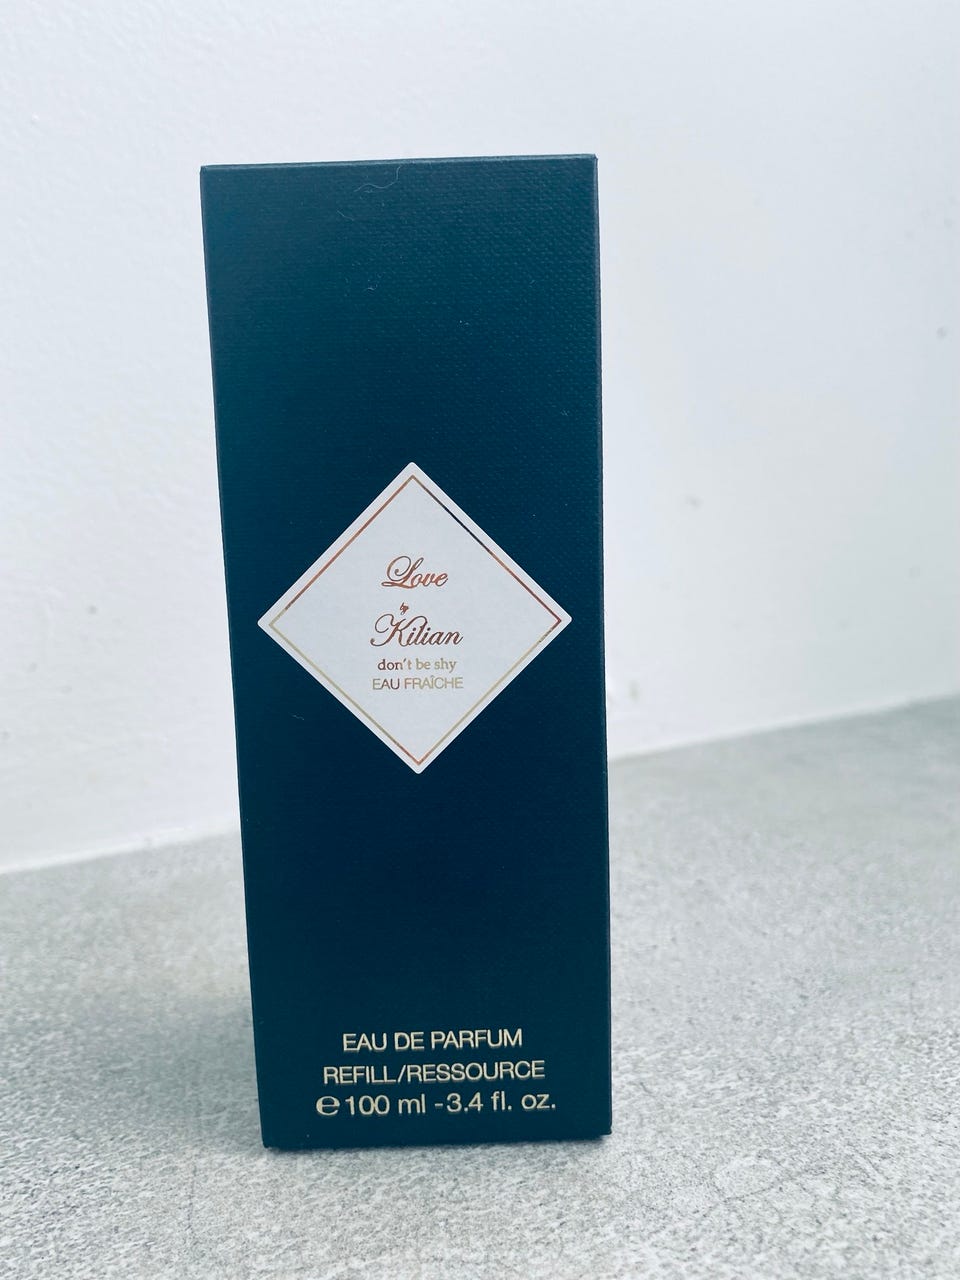 Love
by
Kilian
don't be shy
EAU FRAÎCHE
EAU DE PARFUM
REFILL/RESSOURCE
℮ 100 ml - 3.4 fl. oz.